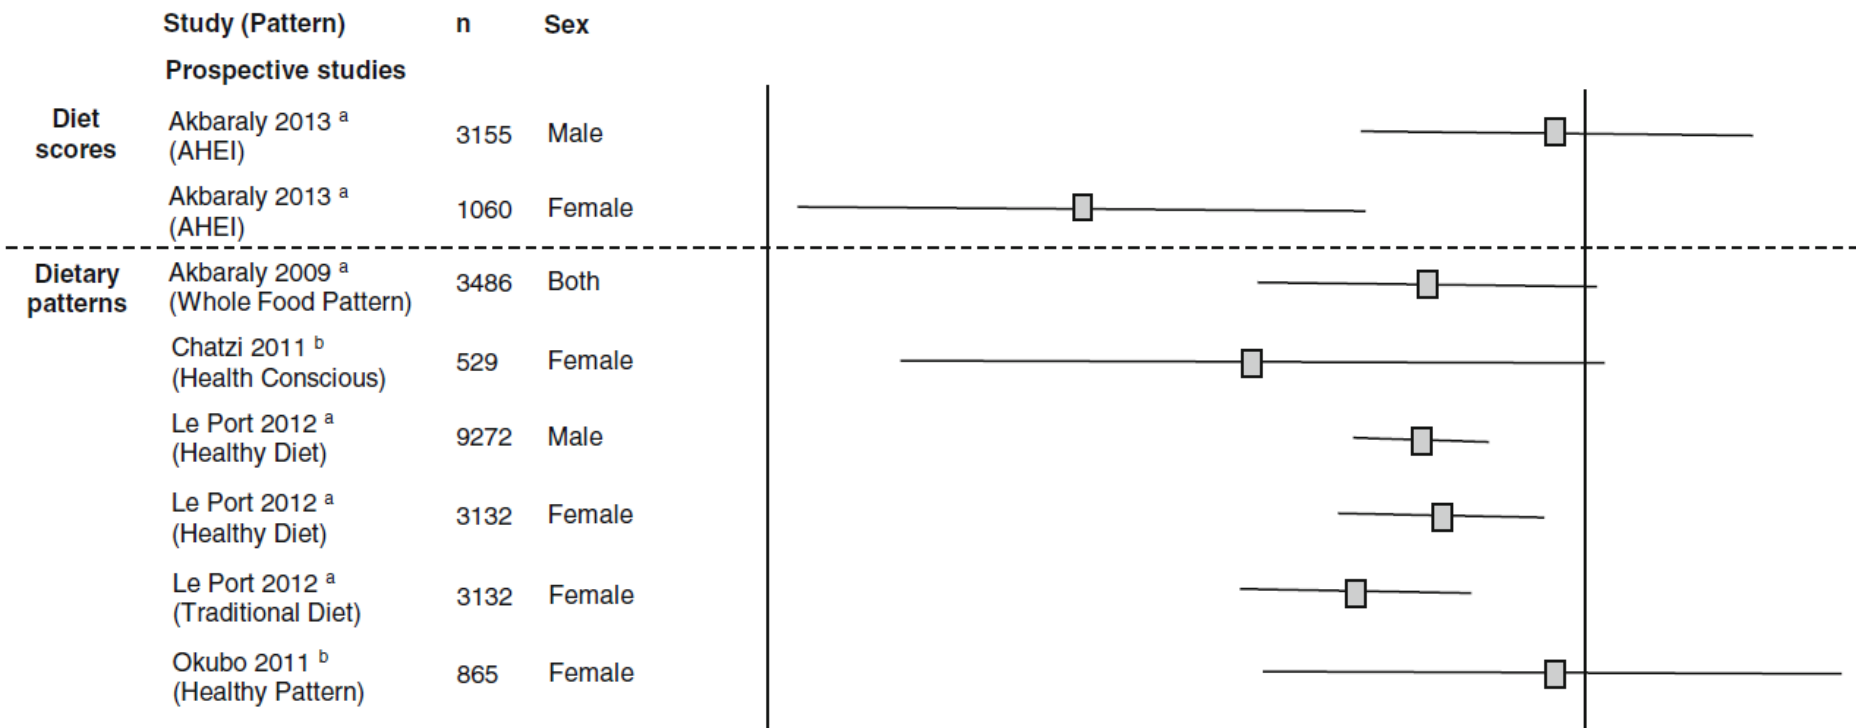 Study (Pattern) n Sex
Prospective studies
Diet
scores
Akbaraly 2013 a
(AHEI)
3155 Male
Akbaraly 2013 a
(AHEI)
1060 Female
Dietary
patterns
Akbaraly 2009 a
(Whole Food Pattern)
3486 Both
Chatzi 2011 b
(Health Conscious)
529 Female
Le Port 2012 a
(Healthy Diet)
9272 Male
Le Port 2012 a
(Healthy Diet)
3132 Female
Le Port 2012 a
(Traditional Diet)
3132 Female
Okubo 2011 b
(Healthy Pattern)
865 Female